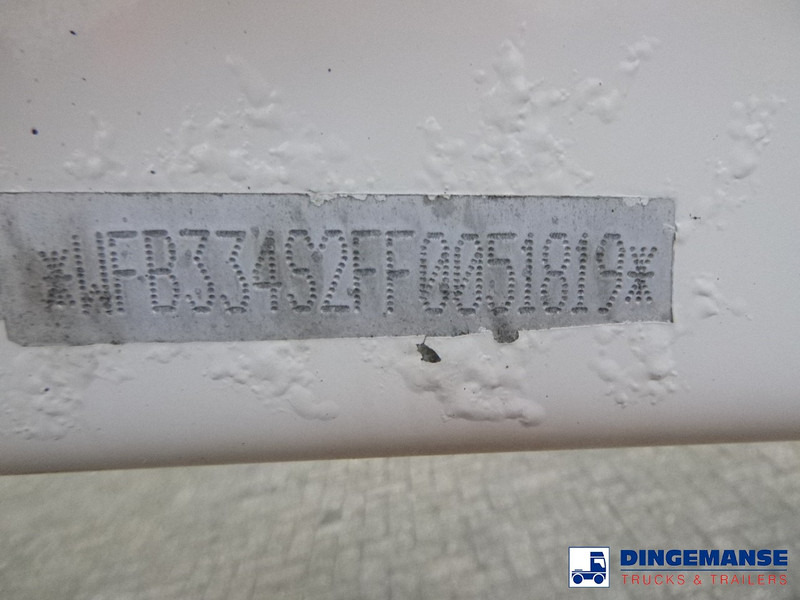 *WFB334S2FF0051819*
DINGEMANSE
TRUCKS & TRAILERS